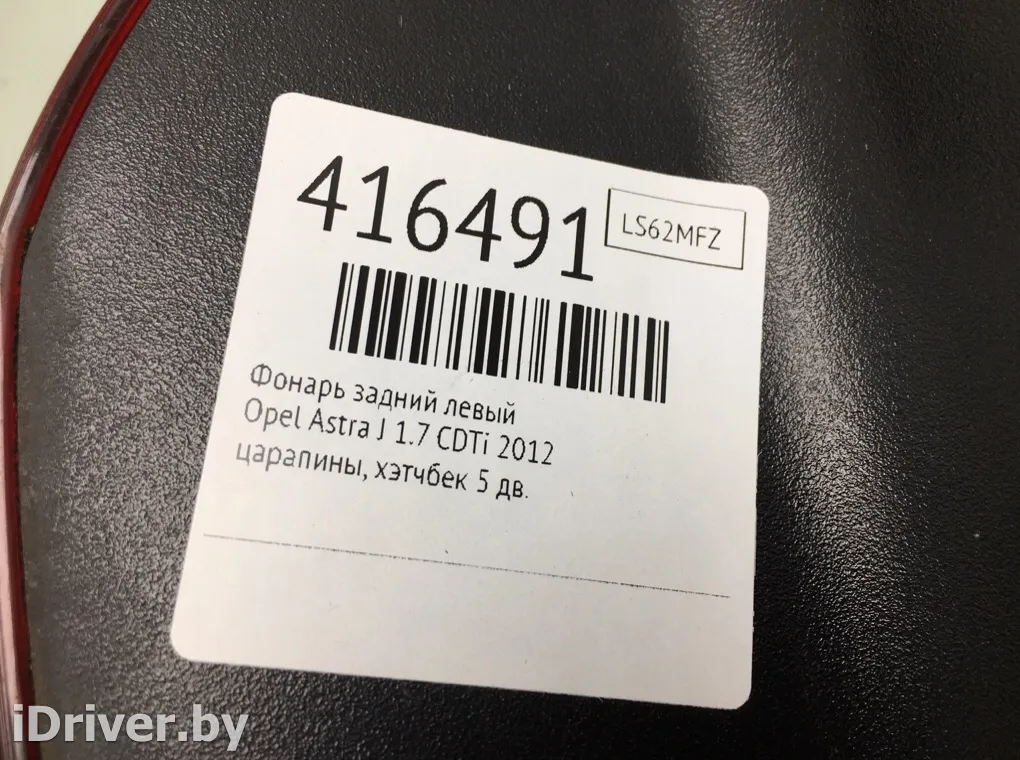 416491
LS62MFZ
Фонарь задний левый
Opel Astra J 1.7 CDTi 2012
царапины, хэтчбек 5 дв.
iDriver.by